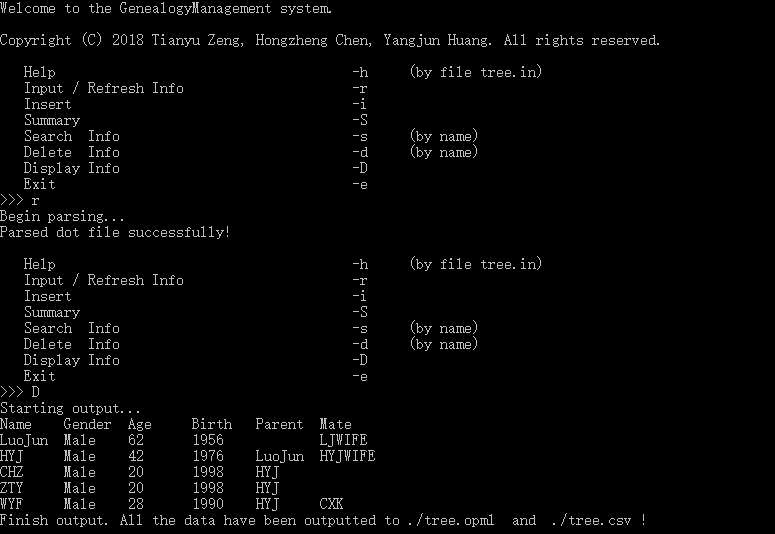 Welcome to the GenealogyManagement system.
Copyright (C) 2018 Tianyu Zeng, Hongzheng Chen, Yangjun Huang. All rights reserved.
Help -h (by file tree.in)
Input / Refresh Info -r
Insert -i
Summary -S
Search Info -s (by name)
Delete Info -d (by name)
Display Info -D
Exit -e
>>> r
Begin parsing...
Parsed dot file successfully!
Help -h (by file tree.in)
Input / Refresh Info -r
Insert -i
Summary -S
Search Info -s (by name)
Delete Info -d (by name)
Display Info -D
Exit -e
>>> D
Starting output...
Name Gender Age Birth Parent Mate
LuoJun Male 62 1956 LJWIFE
HYJ Male 42 1976 LuoJun HYJWIFE
CHZ Male 20 1998 HYJ
ZTY Male 20 1998 HYJ
WYF Male 28 1990 HYJ CXK
Finish output. All the data have been outputted to ./tree.opml and ./tree.csv !